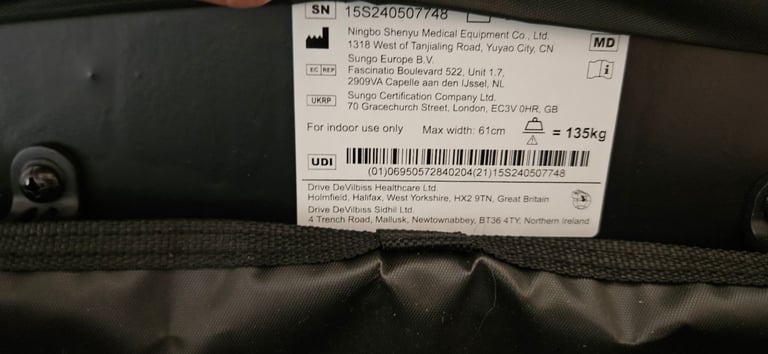 SN 15S240507748
Ningbo Shenyu Medical Equipment Co., Ltd.
1318 West of Tanjialing Road, Yuyao City, CN
MD
Sungo Europe B.V.
EC REP Fascinatio Boulevard 522, Unit 1.7,
2909VA Capelle aan den IJssel, NL
UKRP Sungo Certification Company Ltd.
70 Gracechurch Street, London, EC3V 0HR, GB
For indoor use only Max width: 61cm = 135kg
UDI
(01)06950572840204(21)15S240507748
Drive DeVilbiss Healthcare Ltd.
Holmfield, Halifax, West Yorkshire, HX2 9TN, Great Britain
Drive DeVilbiss Sidhil Ltd.
4 Trench Road, Mallusk, Newtownabbey, BT36 4TY, Northern Ireland